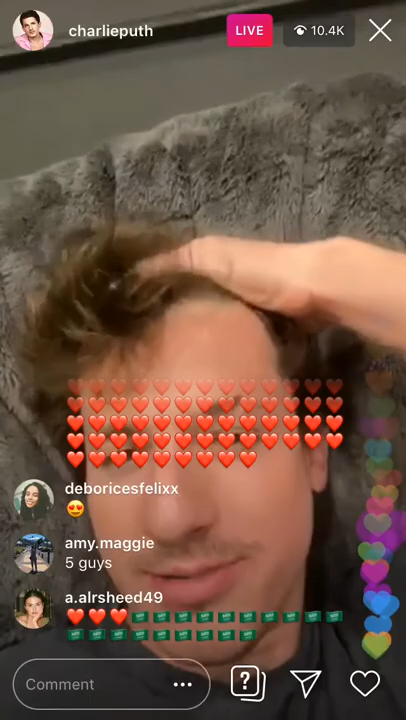 charlieputh
LIVE
10.4K
deboricesfelixx
amy.maggie
5 guys
a.alrsheed49
Comment